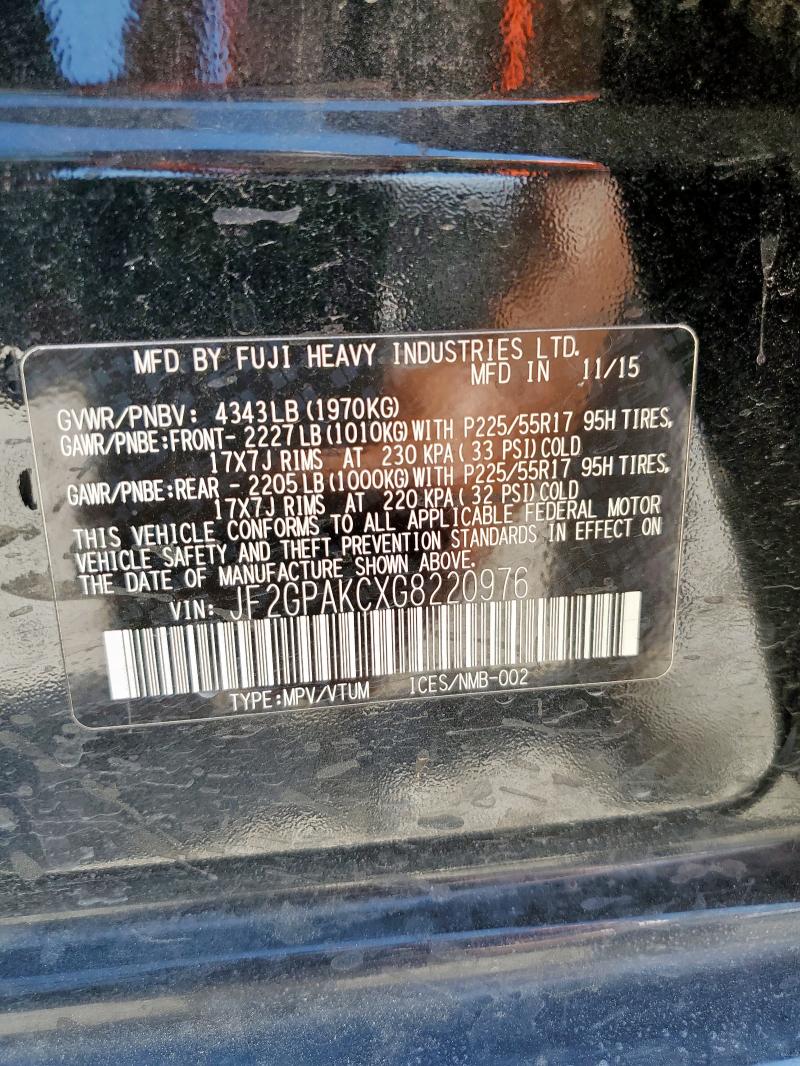 MFD BY FUJI HEAVY INDUSTRIES LTD.
MFD IN 11/15
GVWR/PNBV: 4343LB (1970KG)
GAWR/PNBE:FRONT- 2227LB (1010KG) WITH P225/55R17 95H TIRES,
17X7J RIMS AT 230 KPA ( 33 PSI) COLD
GAWR/PNBE:REAR - 2205LB (1000KG) WITH P225/55R17 95H TIRES,
17X7J RIMS AT 220 KPA ( 32 PSI) COLD
THIS VEHICLE CONFORMS TO ALL APPLICABLE FEDERAL MOTOR
VEHICLE SAFETY AND THEFT PREVENTION STANDARDS IN EFFECT ON
THE DATE OF MANUFACTURE SHOWN ABOVE.
VIN: JF2GPAKCXG8220976
TYPE:MPV/VTUM ICES/NMB-002